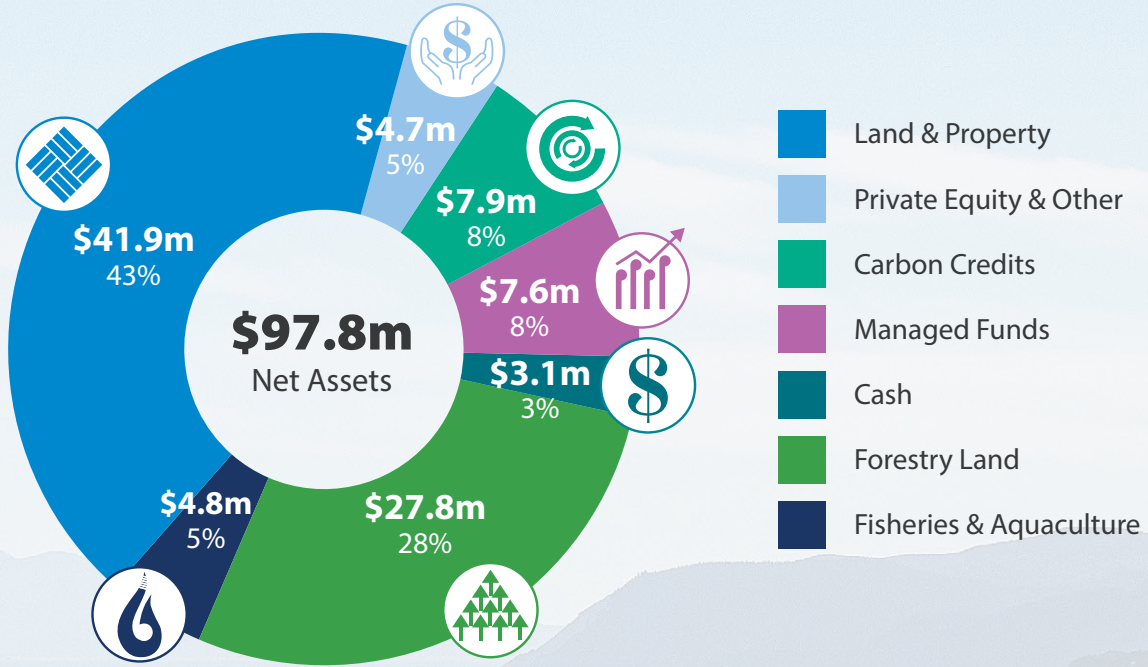 $4.7m
5%
$7.9m
8%
$41.9m
43%
$7.6m
8%
$97.8m
Net Assets
$3.1m
3%
$4.8m
5%
$27.8m
28%
Land & Property
Private Equity & Other
Carbon Credits
Managed Funds
Cash
Forestry Land
Fisheries & Aquaculture